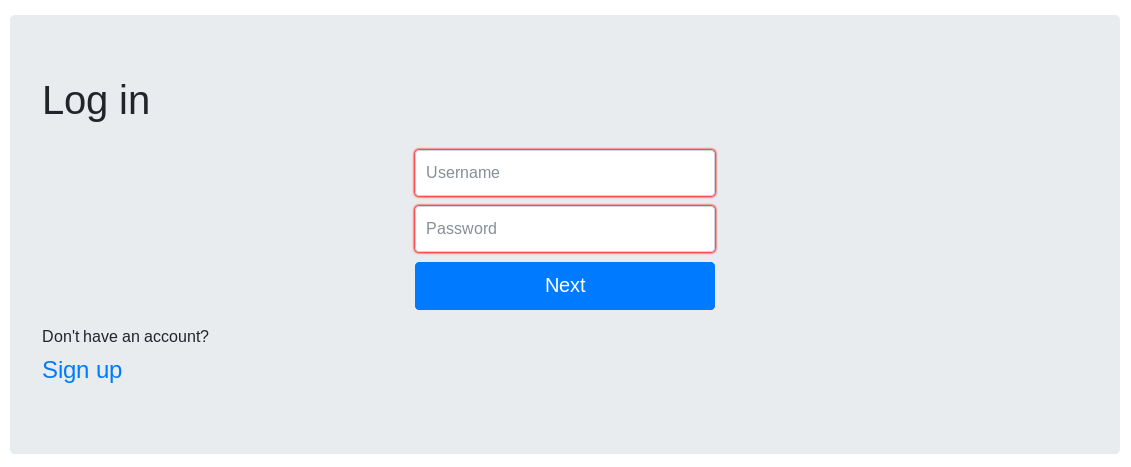 Log in
Username
Password
Next
Don't have an account?
Sign up